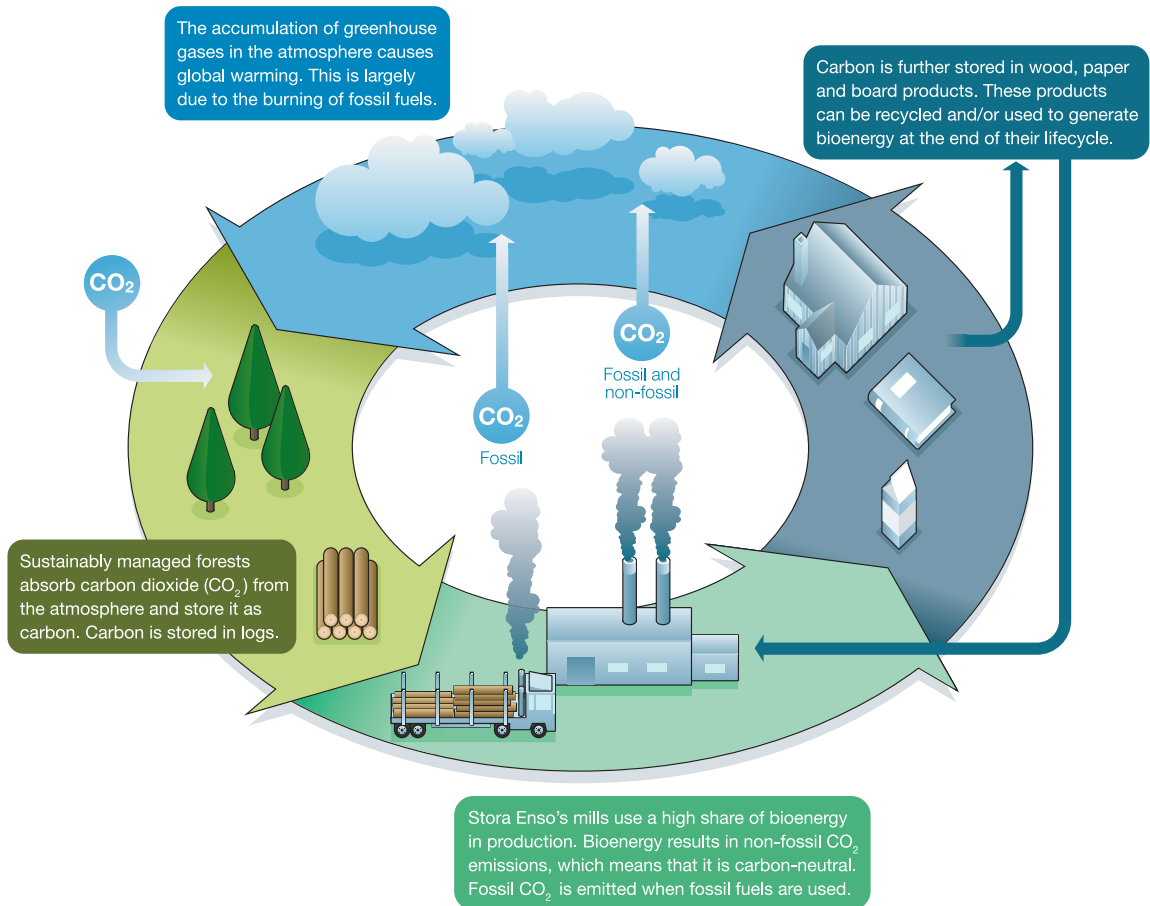 The accumulation of greenhouse
gases in the atmosphere causes
global warming. This is largely
due to the burning of fossil fuels.
Carbon is further stored in wood, paper
and board products. These products
can be recycled and/or used to generate
bioenergy at the end of their lifecycle.
CO₂
CO₂
Fossil and
non-fossil
CO₂
Fossil
Sustainably managed forests
absorb carbon dioxide (CO₂) from
the atmosphere and store it as
carbon. Carbon is stored in logs.
Stora Enso’s mills use a high share of bioenergy
in production. Bioenergy results in non-fossil CO₂
emissions, which means that it is carbon-neutral.
Fossil CO₂ is emitted when fossil fuels are used.